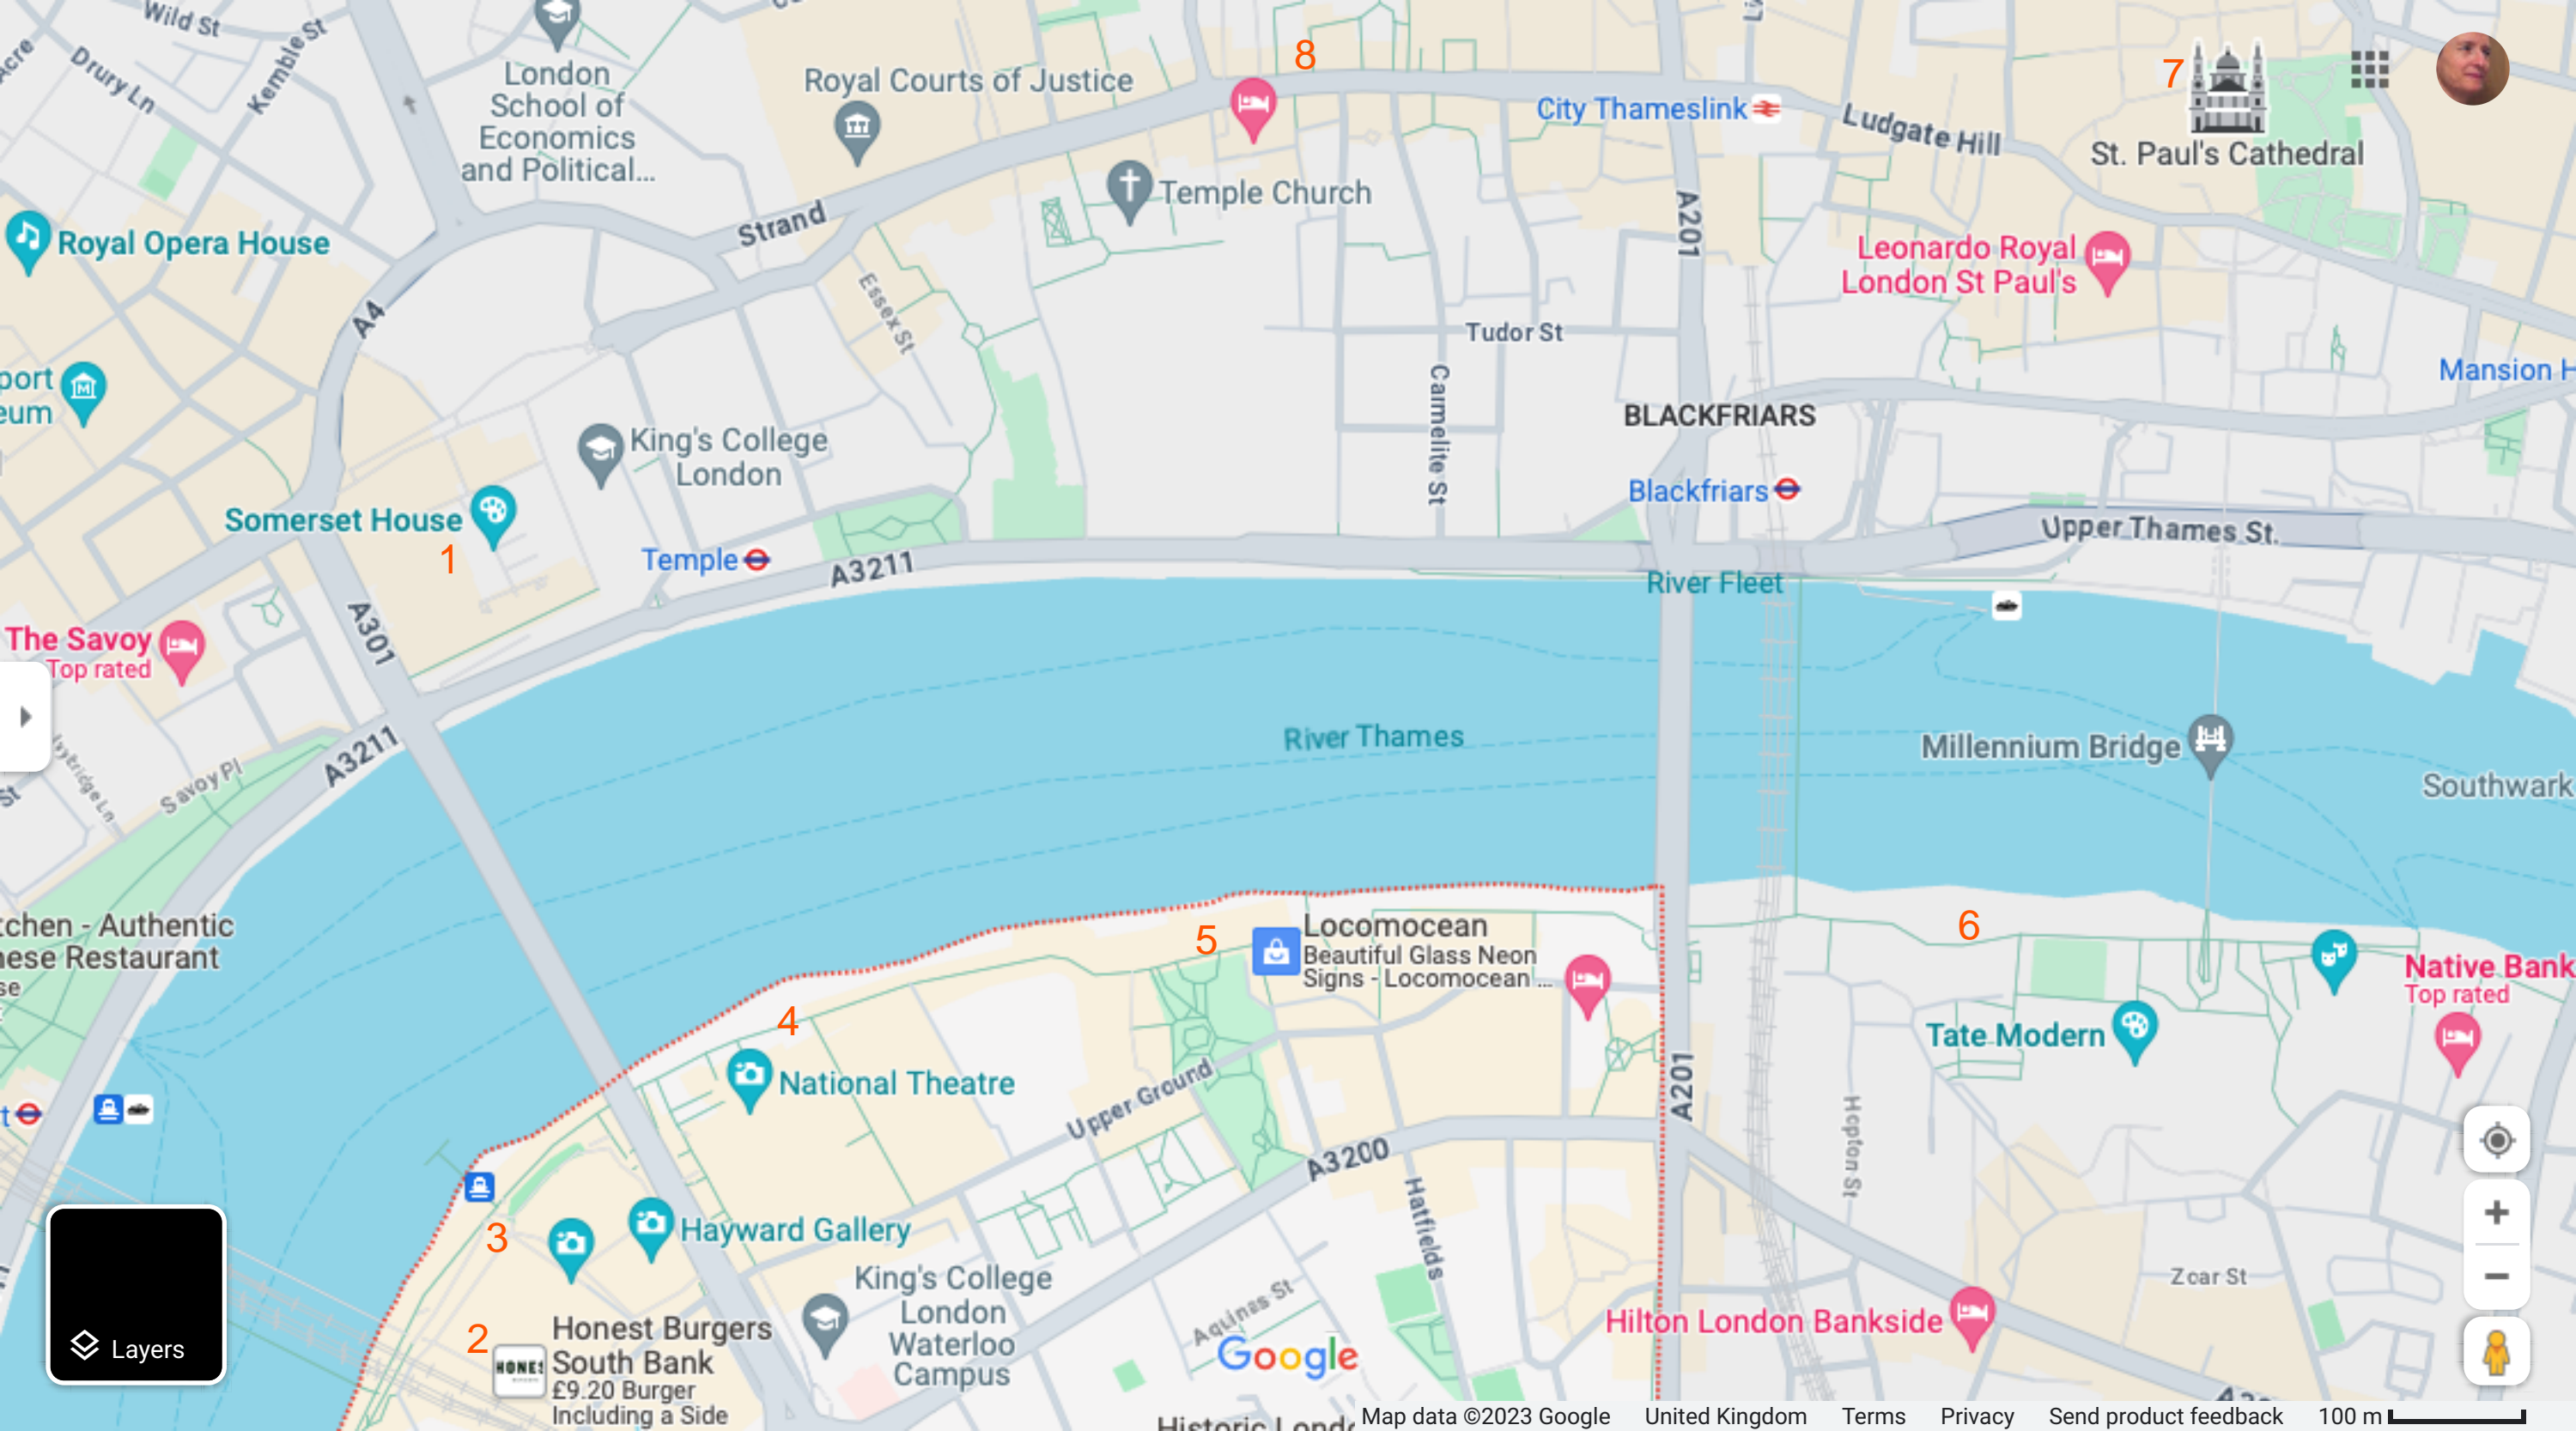 Wild St
Kemble St
Drury Ln
Acre
London
School of
Economics
and Political...
Royal Courts of Justice
8
7
City Thameslink
Ludgate Hill
St. Paul's Cathedral
Temple Church
Strand
A201
Royal Opera House
Leonardo Royal
London St Paul's
Essex St
A4
Tudor St
port
eum
Mansion H
Carmelite St
BLACKFRIARS
King's College
London
Blackfriars
Somerset House
1
Temple
A3211
Upper Thames St.
River Fleet
A301
The Savoy
Top rated
River Thames
Millennium Bridge
Southwark
A3211
Savoy Pl
Ivybridge Ln
St
tchen - Authentic
nese Restaurant
se
5
Locomocean
Beautiful Glass Neon
Signs - Locomocean ...
6
Native Bank
Top rated
4
Tate Modern
National Theatre
Upper Ground
A201
t
A3200
Hopton St
Hatfields
3
Hayward Gallery
King's College
London
Waterloo
Campus
Aquinas St
Zoar St
2
HONES
Honest Burgers
South Bank
£9.20 Burger
Including a Side
Hilton London Bankside
Layers
Google
Map data ©2023 Google
United Kingdom
Terms
Privacy
Send product feedback
100 m